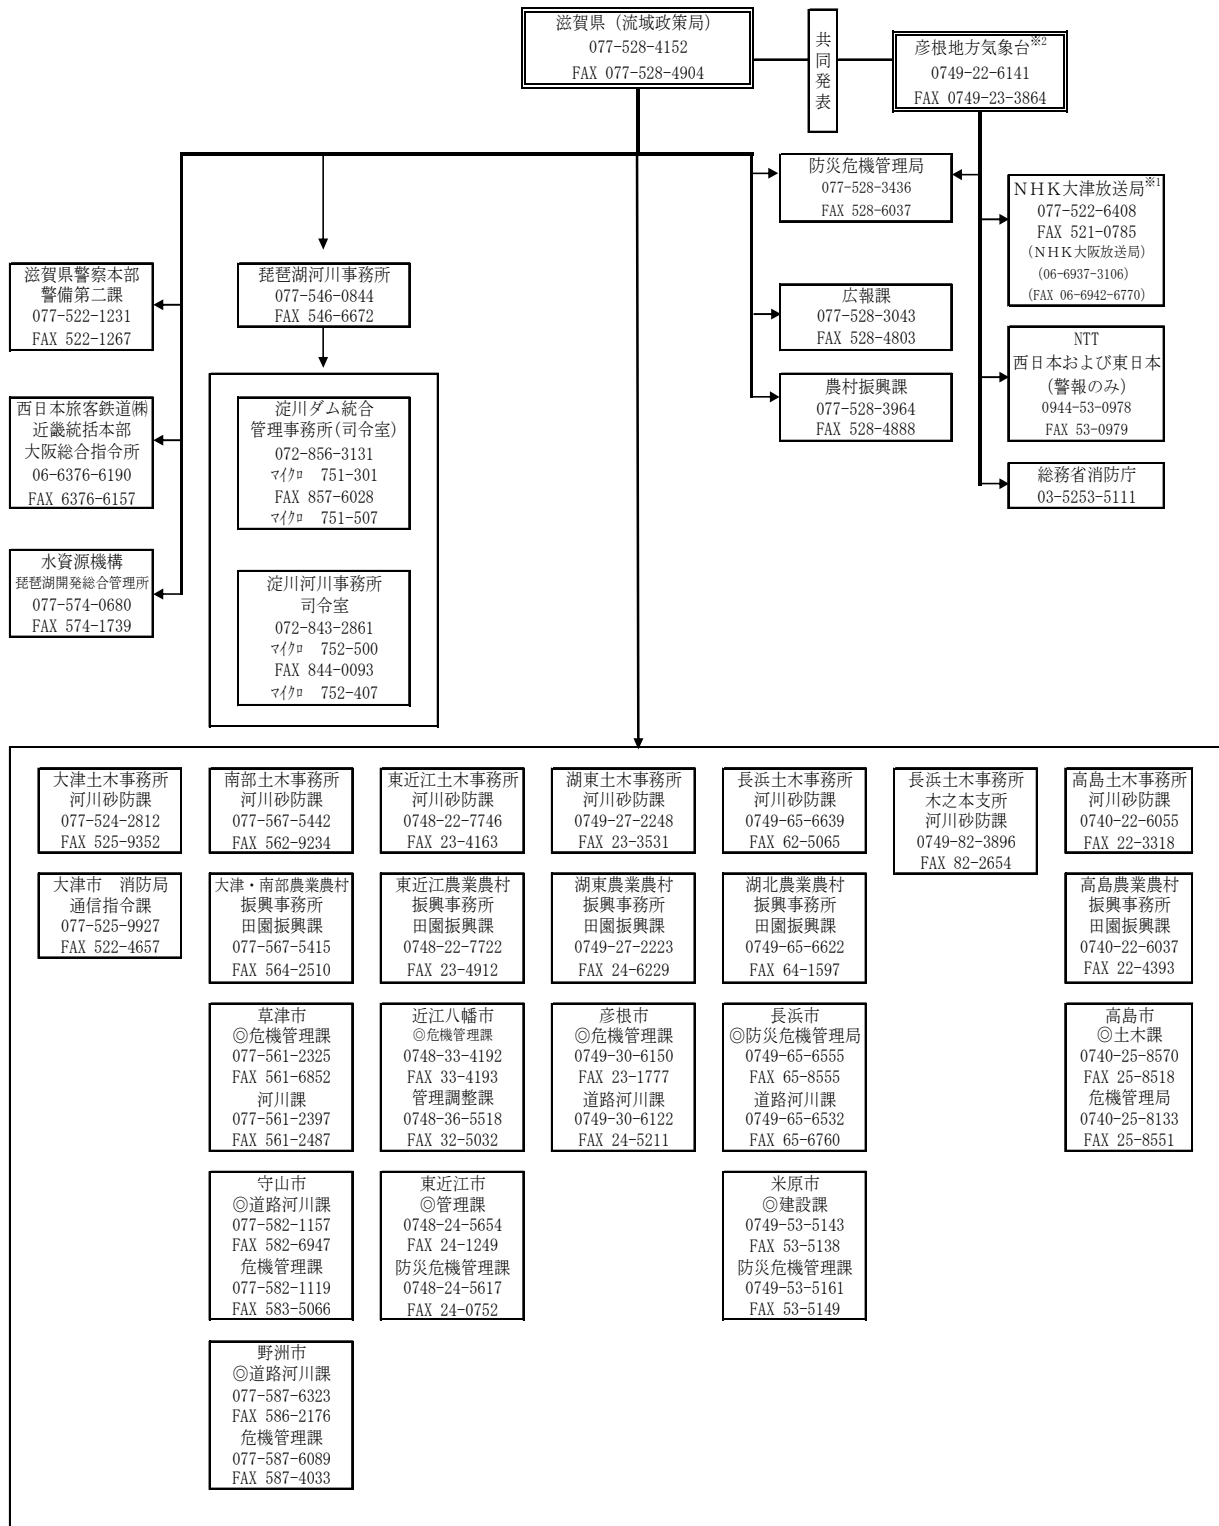 滋賀県（流域政策局）
077-528-4152
FAX 077-528-4904
共
同
発
表
彦根地方気象台※2
0749-22-6141
FAX 0749-23-3864
防災危機管理局
077-528-3436
FAX 528-6037
NHK大津放送局※1
077-522-6408
FAX 521-0785
(NHK大阪放送局)
(06-6937-3106)
(FAX 06-6942-6770)
滋賀県警察本部
警備第二課
077-522-1231
FAX 522-1267
琵琶湖河川事務所
077-546-0844
FAX 546-6672
広報課
077-528-3043
FAX 528-4803
NTT
西日本および東日本
(警報のみ)
0944-53-0978
FAX 53-0979
西日本旅客鉄道㈱
近畿統括本部
大阪総合指令所
06-6376-6190
FAX 6376-6157
淀川ダム統合
管理事務所(司令室)
072-856-3131
ﾏｲｸﾛ 751-301
FAX 857-6028
ﾏｲｸﾛ 751-507
農村振興課
077-528-3964
FAX 528-4888
総務省消防庁
03-5253-5111
水資源機構
琵琶湖開発総合管理所
077-574-0680
FAX 574-1739
淀川河川事務所
司令室
072-843-2861
ﾏｲｸﾛ 752-500
FAX 844-0093
ﾏｲｸﾛ 752-407
大津土木事務所
河川砂防課
077-524-2812
FAX 525-9352
南部土木事務所
河川砂防課
077-567-5442
FAX 562-9234
東近江土木事務所
河川砂防課
0748-22-7746
FAX 23-4163
湖東土木事務所
河川砂防課
0749-27-2248
FAX 23-3531
長浜土木事務所
河川砂防課
0749-65-6639
FAX 62-5065
長浜土木事務所
木之本支所
河川砂防課
0749-82-3896
FAX 82-2654
高島土木事務所
河川砂防課
0740-22-6055
FAX 22-3318
大津市 消防局
通信指令課
077-525-9927
FAX 522-4657
大津・南部農業農村
振興事務所
田園振興課
077-567-5415
FAX 564-2510
東近江農業農村
振興事務所
田園振興課
0748-22-7722
FAX 23-4912
湖東農業農村
振興事務所
田園振興課
0749-27-2223
FAX 24-6229
湖北農業農村
振興事務所
田園振興課
0749-65-6622
FAX 64-1597
高島農業農村
振興事務所
田園振興課
0740-22-6037
FAX 22-4393
草津市
◎危機管理課
077-561-2325
FAX 561-6852
河川課
077-561-2397
FAX 561-2487
近江八幡市
◎危機管理課
0748-33-4192
FAX 33-4193
管理調整課
0748-36-5518
FAX 32-5032
彦根市
◎危機管理課
0749-30-6150
FAX 23-1777
道路河川課
0749-30-6122
FAX 24-5211
長浜市
◎防災危機管理局
0749-65-6555
FAX 65-8555
道路河川課
0749-65-6532
FAX 65-6760
高島市
◎土木課
0740-25-8570
FAX 25-8518
危機管理局
0740-25-8133
FAX 25-8551
守山市
◎道路河川課
077-582-1157
FAX 582-6947
危機管理課
077-582-1119
FAX 583-5066
東近江市
◎管理課
0748-24-5654
FAX 24-1249
防災危機管理課
0748-24-5617
FAX 24-0752
米原市
◎建設課
0749-53-5143
FAX 53-5138
防災危機管理課
0749-53-5161
FAX 53-5149
野洲市
◎道路河川課
077-587-6323
FAX 586-2176
危機管理課
077-587-6089
FAX 587-4033